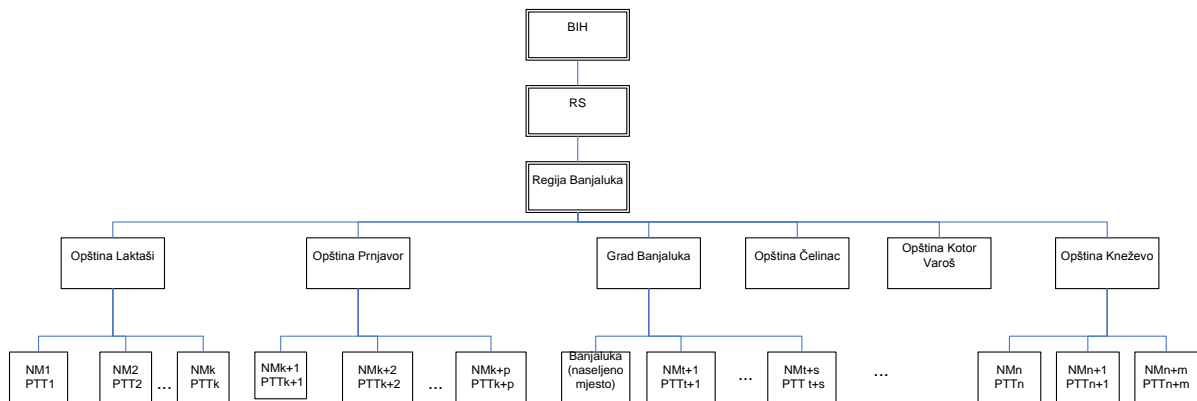 BIH
RS
Regija Banjaluka
Opština Laktaši
Opština Prnjavor
Grad Banjaluka
Opština Čelinac
Opština Kotor
Varoš
Opština Kneževo
NM1
PTT1
NM2
PTT2
...
NMk
PTTk
NMk+1
PTTk+1
NMk+2
PTTk+2
...
NMk+p
PTTk+p
Banjaluka
(naseljeno
mjesto)
NMt+1
PTTt+1
...
NMt+s
PTT t+s
...
NMn
PTTn
NMn+1
PTTn+1
...
NMn+m
PTTn+m